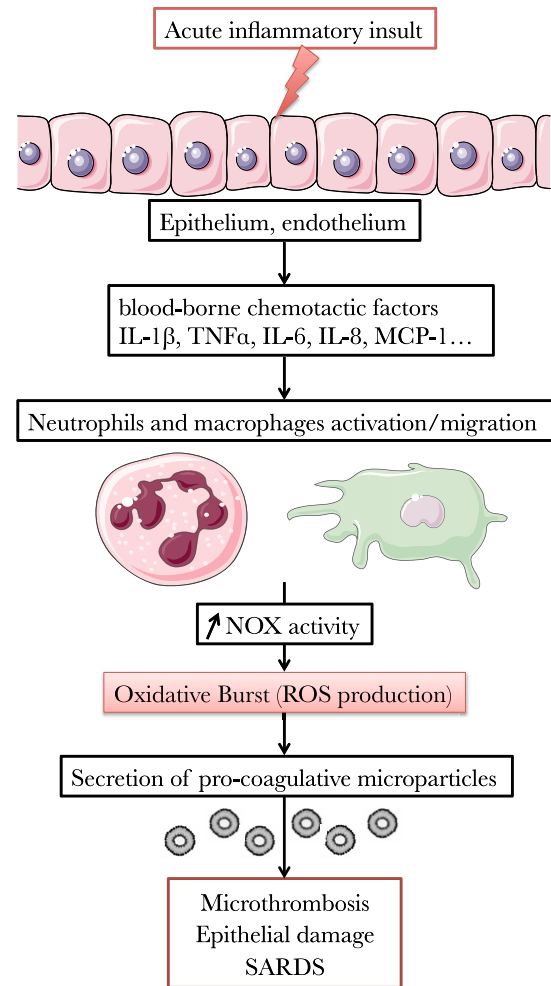 Acute inflammatory insult
Epithelium, endothelium
blood-borne chemotactic factors
IL-1β, TNFα, IL-6, IL-8, MCP-1…
Neutrophils and macrophages activation/migration
NOX activity
Oxidative Burst (ROS production)
Secretion of pro-coagulative microparticles
Microthrombosis
Epithelial damage
SARDS